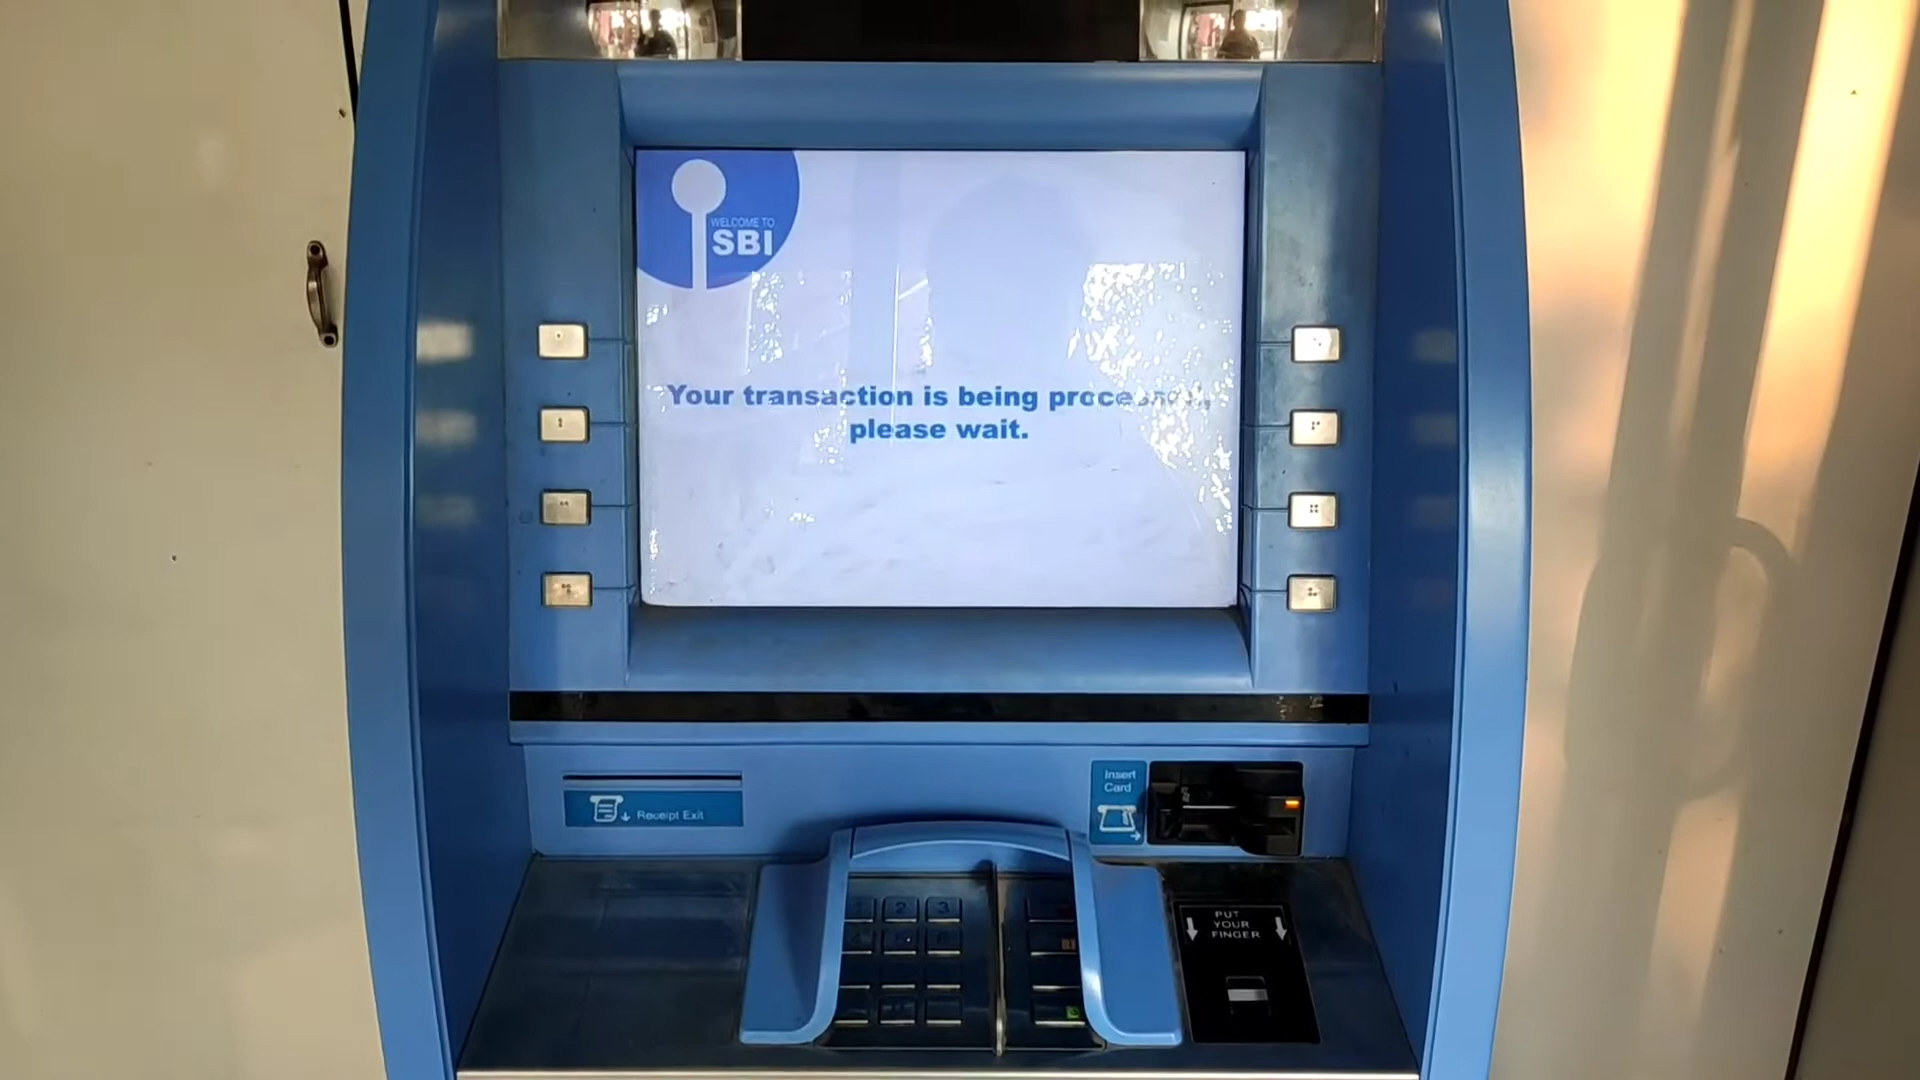 WELCOME TO
SBI
Your transaction is being
please wait.
Receipt Exit
Insert
Card
1 2 3
PUT
YOUR
FINGER